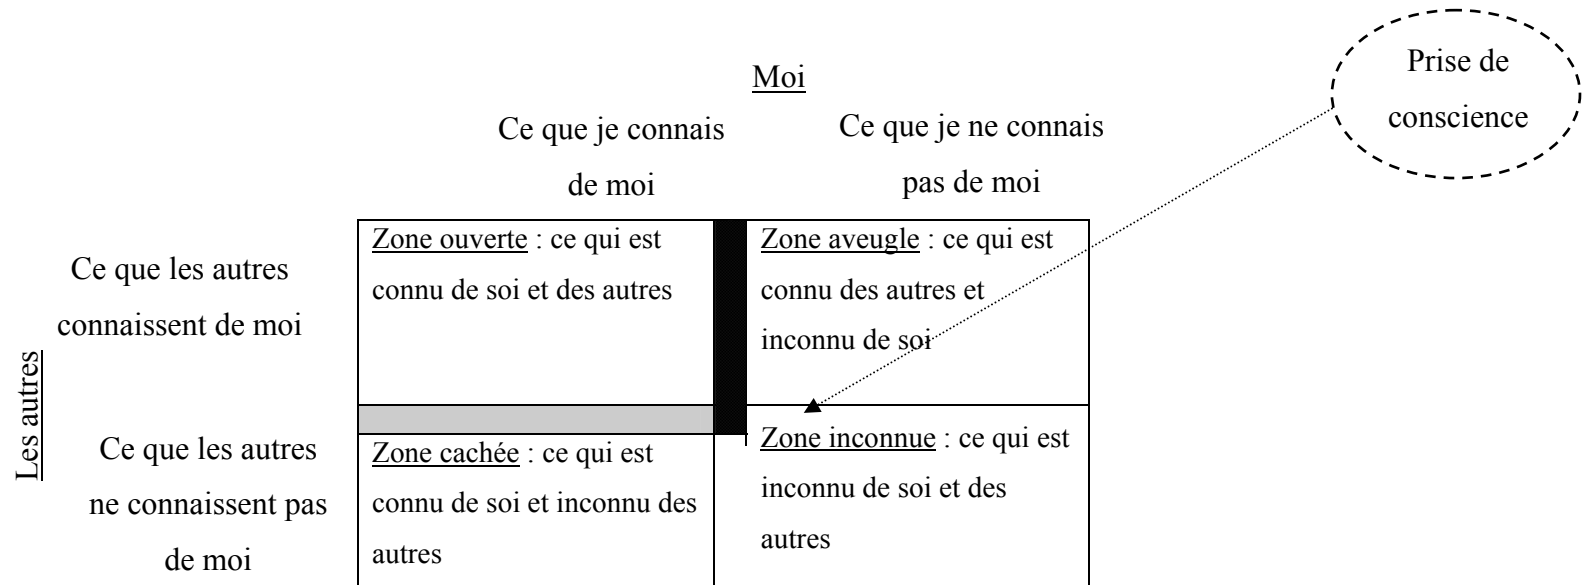 Moi
Prise de
conscience
Ce que je connais
de moi
Ce que je ne connais
pas de moi
Les autres
Ce que les autres
connaissent de moi
Zone ouverte : ce qui est
connu de soi et des autres
Zone aveugle : ce qui est
connu des autres et
inconnu de soi
Ce que les autres
ne connaissent pas
de moi
Zone cachée : ce qui est
connu de soi et inconnu des
autres
Zone inconnue : ce qui est
inconnu de soi et des
autres